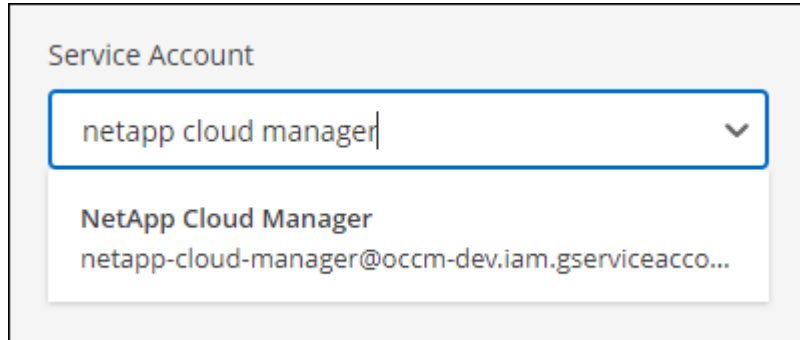 Service Account
netapp cloud manager
NetApp Cloud Manager
netapp-cloud-manager@occm-dev.iam.gserviceacco...